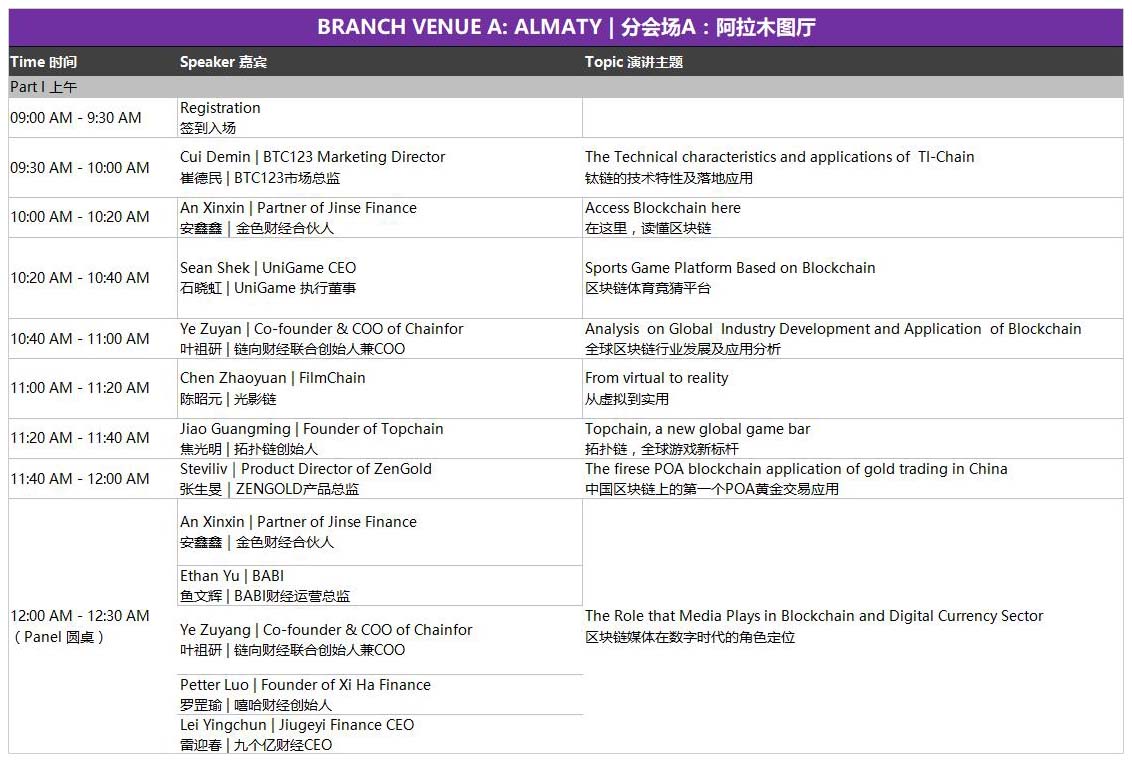 BRANCH VENUE A: ALMATY | 分会场A：阿拉木图厅
Time 时间 Speaker 嘉宾 Topic 演讲主题
Part I 上午
09:00 AM - 9:30 AM
Registration
签到入场
09:30 AM - 10:00 AM
Cui Demin | BTC123 Marketing Director
崔德民 | BTC123市场总监
The Technical characteristics and applications of TI-Chain
钛链的技术特性及落地应用
10:00 AM - 10:20 AM
An Xinxin | Partner of Jinse Finance
安鑫鑫 | 金色财经合伙人
Access Blockchain here
在这里，读懂区块链
10:20 AM - 10:40 AM
Sean Shek | UniGame CEO
石晓虹 | UniGame 执行董事
Sports Game Platform Based on Blockchain
区块链体育竞猜平台
10:40 AM - 11:00 AM
Ye Zuyan | Co-founder & COO of Chainfor
叶祖研 | 链向财经联合创始人兼COO
Analysis on Global Industry Development and Application of Blockchain
全球区块链行业发展及应用分析
11:00 AM - 11:20 AM
Chen Zhaoyuan | FilmChain
陈昭元 | 光影链
From virtual to reality
从虚拟到实用
11:20 AM - 11:40 AM
Jiao Guangming | Founder of Topchain
焦光明 | 拓扑链创始人
Topchain, a new global game bar
拓扑链，全球游戏新标杆
11:40 AM - 12:00 AM
Steviliv | Product Director of ZenGold
张生旻 | ZENGOLD产品总监
The firese POA blockchain application of gold trading in China
中国区块链上的第一个POA黄金交易应用
12:00 AM - 12:30 AM
（Panel 圆桌）
An Xinxin | Partner of Jinse Finance
安鑫鑫 | 金色财经合伙人
Ethan Yu | BABI
鱼文辉 | BABI财经运营总监
Ye Zuyang | Co-founder & COO of Chainfor
叶祖研 | 链向财经联合创始人兼COO
Petter Luo | Founder of Xi Ha Finance
罗罡瑜 | 嘻哈财经创始人
Lei Yingchun | Jiugeyi Finance CEO
雷迎春 | 九个亿财经CEO
The Role that Media Plays in Blockchain and Digital Currency Sector
区块链媒体在数字时代的角色定位